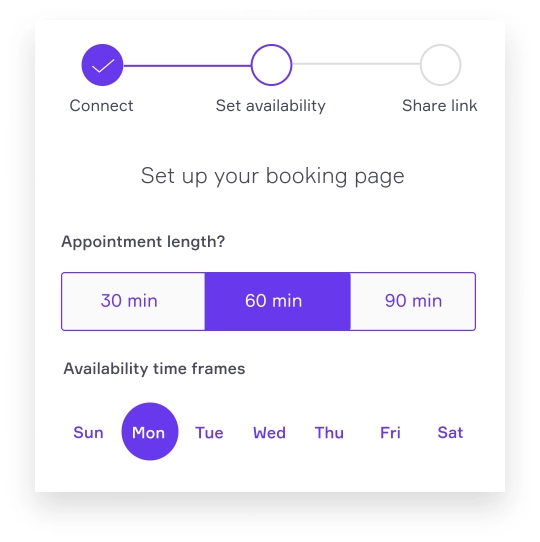 Connect Set availability Share link
Set up your booking page
Appointment length?
30 min 60 min 90 min
Availability time frames
Sun Mon Tue Wed Thu Fri Sat